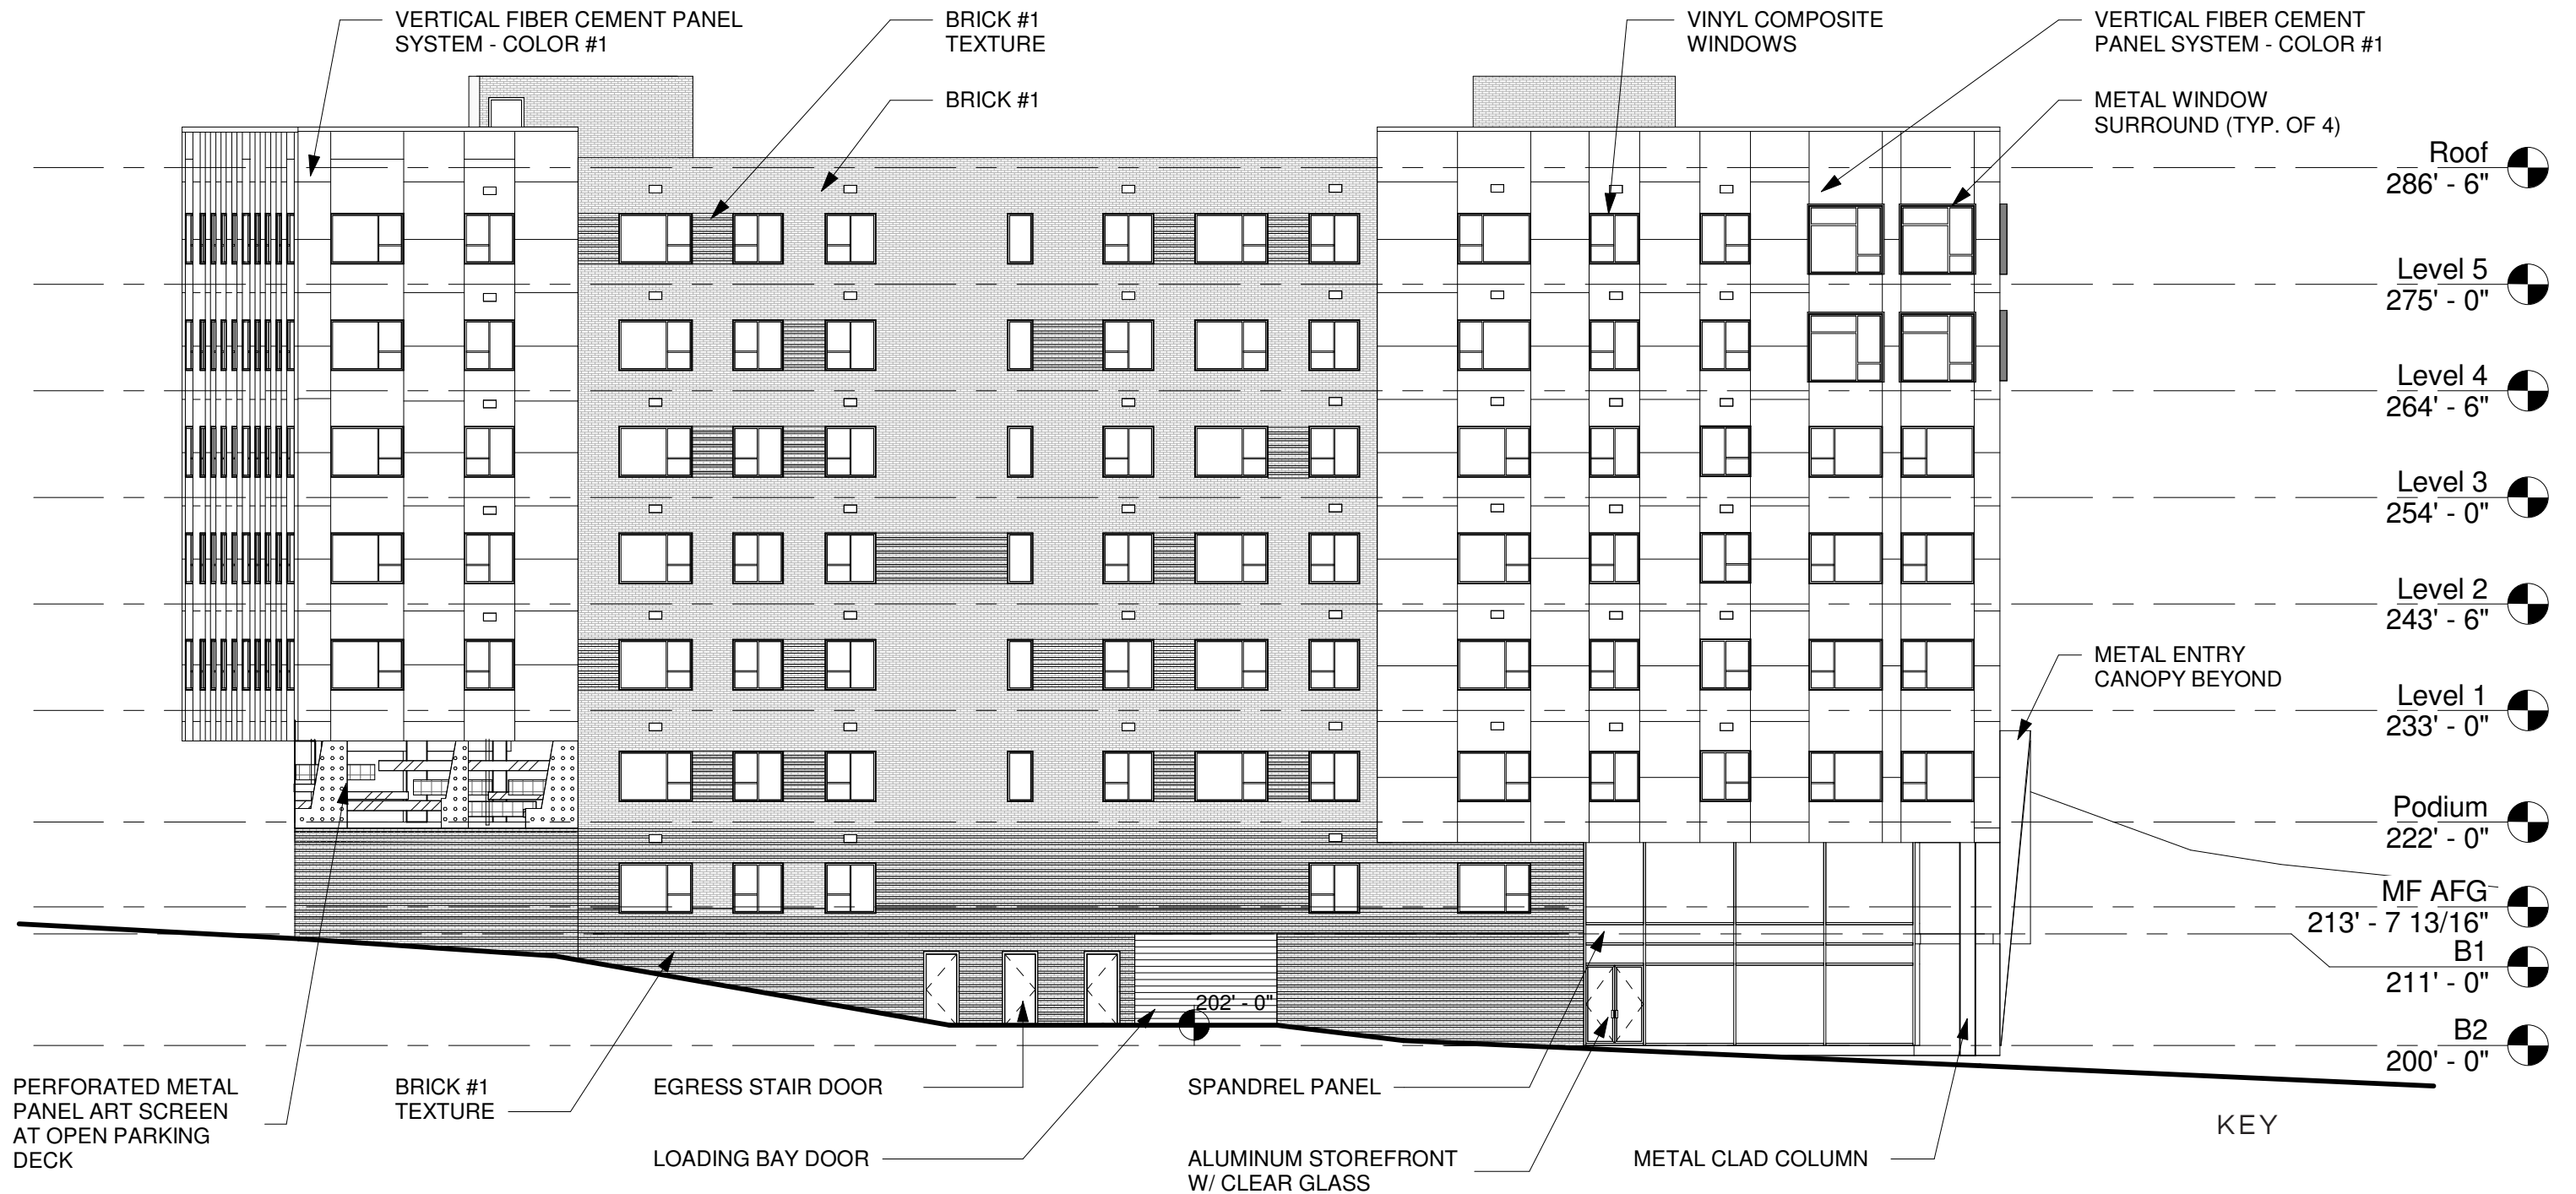 VERTICAL FIBER CEMENT PANEL
SYSTEM - COLOR #1
BRICK #1
TEXTURE
BRICK #1
VINYL COMPOSITE
WINDOWS
VERTICAL FIBER CEMENT
PANEL SYSTEM - COLOR #1
METAL WINDOW
SURROUND (TYP. OF 4)
Roof
286' - 6"
Level 5
275' - 0"
Level 4
264' - 6"
Level 3
254' - 0"
Level 2
243' - 6"
METAL ENTRY
CANOPY BEYOND
Level 1
233' - 0"
Podium
222' - 0"
MF AFG
213' - 7 13/16"
B1
211' - 0"
202' - 0"
B2
200' - 0"
PERFORATED METAL
PANEL ART SCREEN
AT OPEN PARKING
DECK
BRICK #1
TEXTURE
EGRESS STAIR DOOR
LOADING BAY DOOR
SPANDREL PANEL
ALUMINUM STOREFRONT
W/ CLEAR GLASS
METAL CLAD COLUMN
KEY